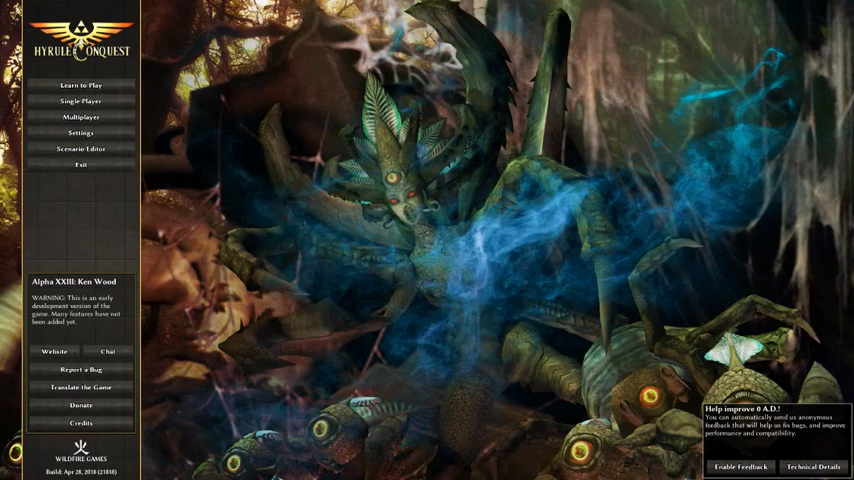 HYRULE CONQUEST
Learn to Play
Single Player
Multiplayer
Settings
Scenario Editor
Exit
Alpha XXIII: Ken Wood
WARNING: This is an early
development version of the
game. Many features have not
been added yet.
Website
Chat
Report a Bug
Translate the Game
Donate
Credits
WILDFIRE GAMES
Build: Apr 28, 2018 (21818)
Help improve 0 A.D.!
You can automatically send us anonymous
feedback that will help us fix bugs, and improve
performance and compatibility.
Enable Feedback
Technical Details